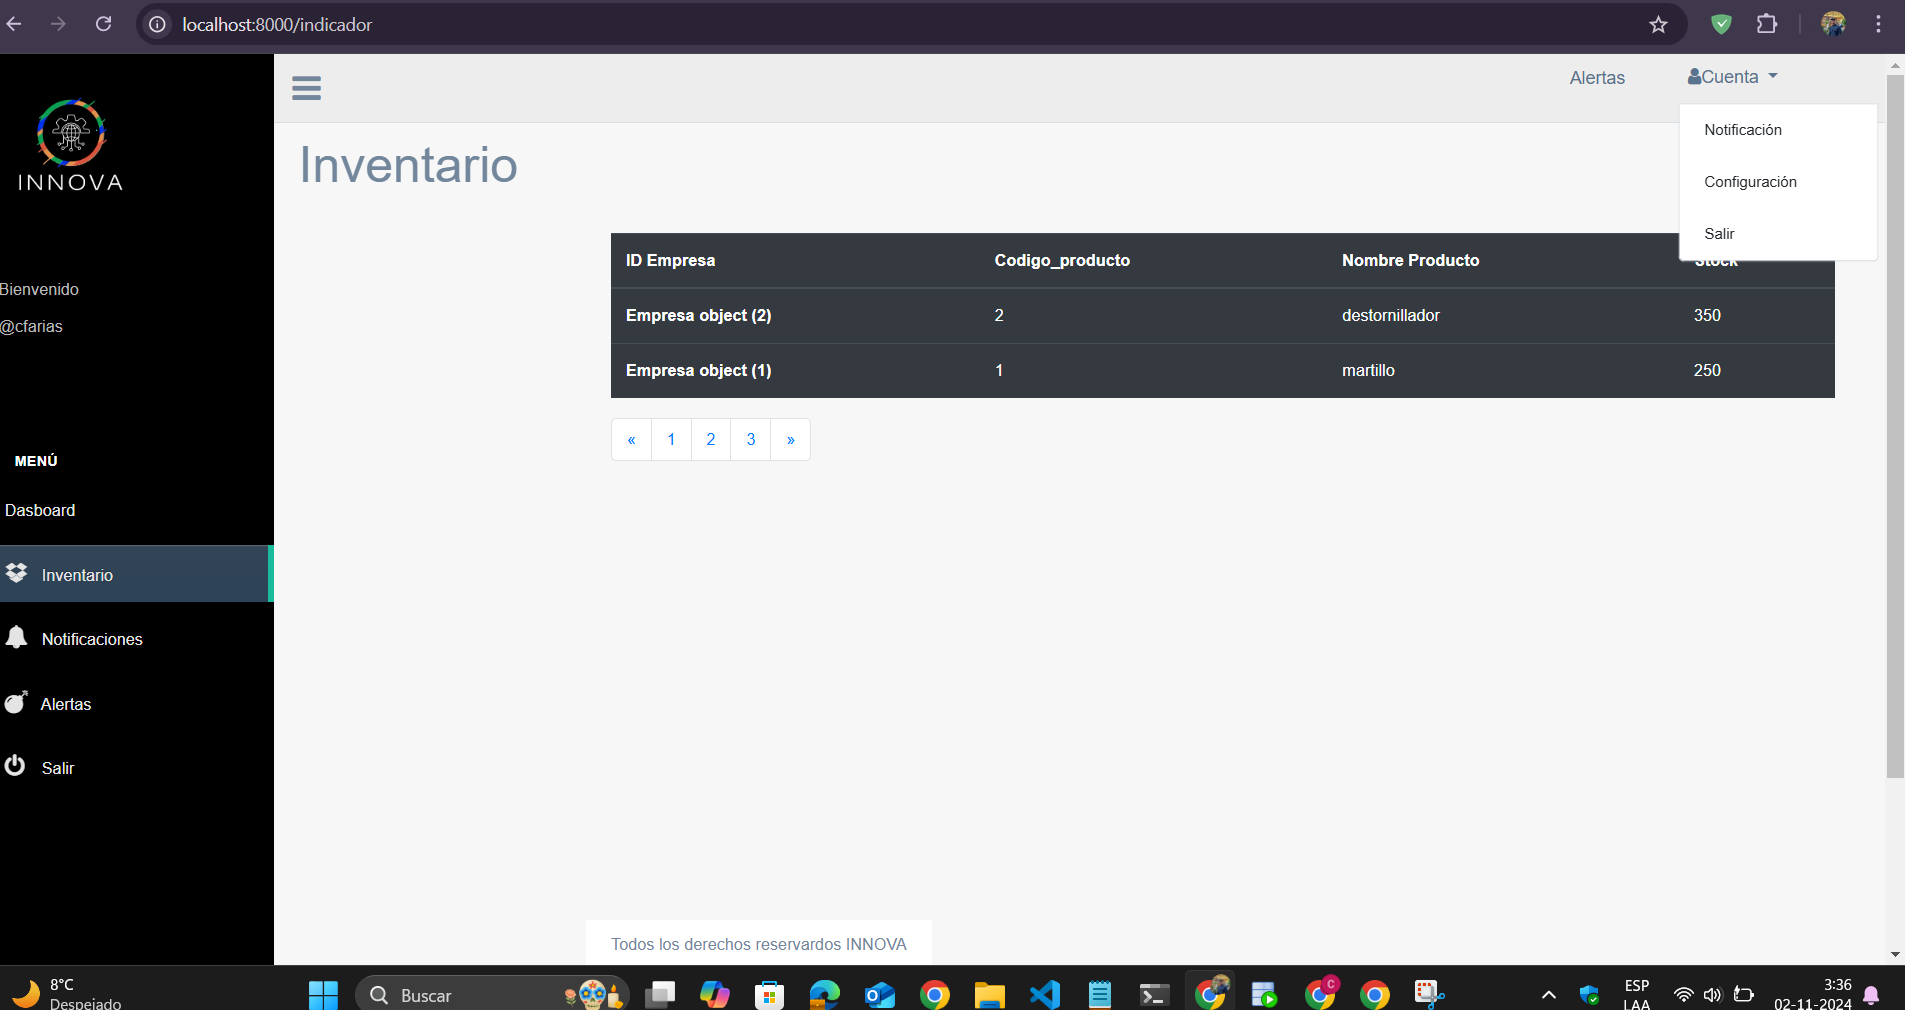 localhost:8000/indicador
INNOVA
Bienvenido
@cfarias
MENÚ
Dasboard
Inventario
Notificaciones
Alertas
Salir
Alertas
Cuenta
Notificación
Configuración
Salir
Inventario
ID Empresa Codigo_producto Nombre Producto Stock
Empresa object (2) 2 destornillador 350
Empresa object (1) 1 martillo 250
« 1 2 3 »
Todos los derechos reservardos INNOVA
8°C
Despejado
Buscar
C
ESP
LAA
3:36
02-11-2024